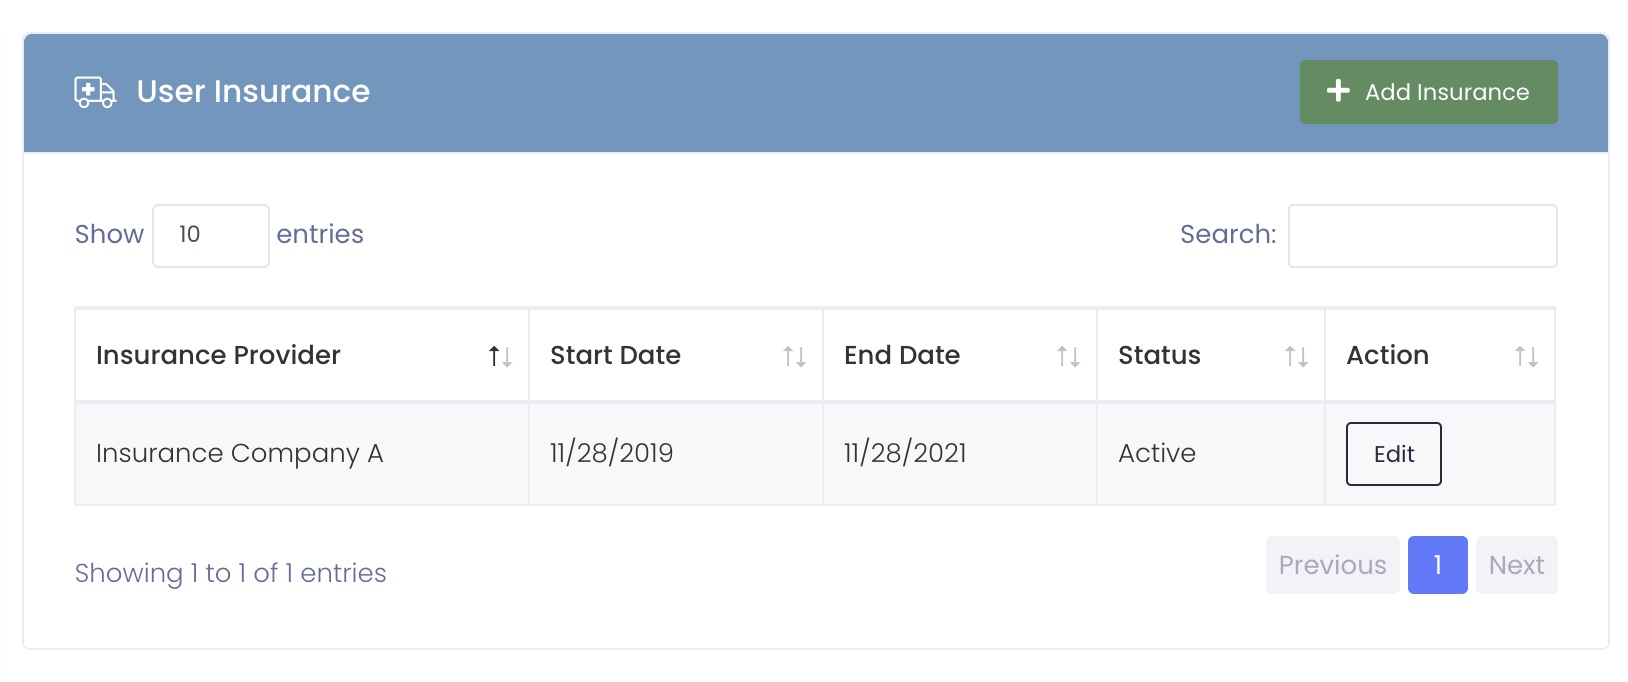 User Insurance
Add Insurance
Show 10 entries
Search:
Insurance Provider Start Date End Date Status Action
Insurance Company A 11/28/2019 11/28/2021 Active Edit
Showing 1 to 1 of 1 entries
Previous 1 Next